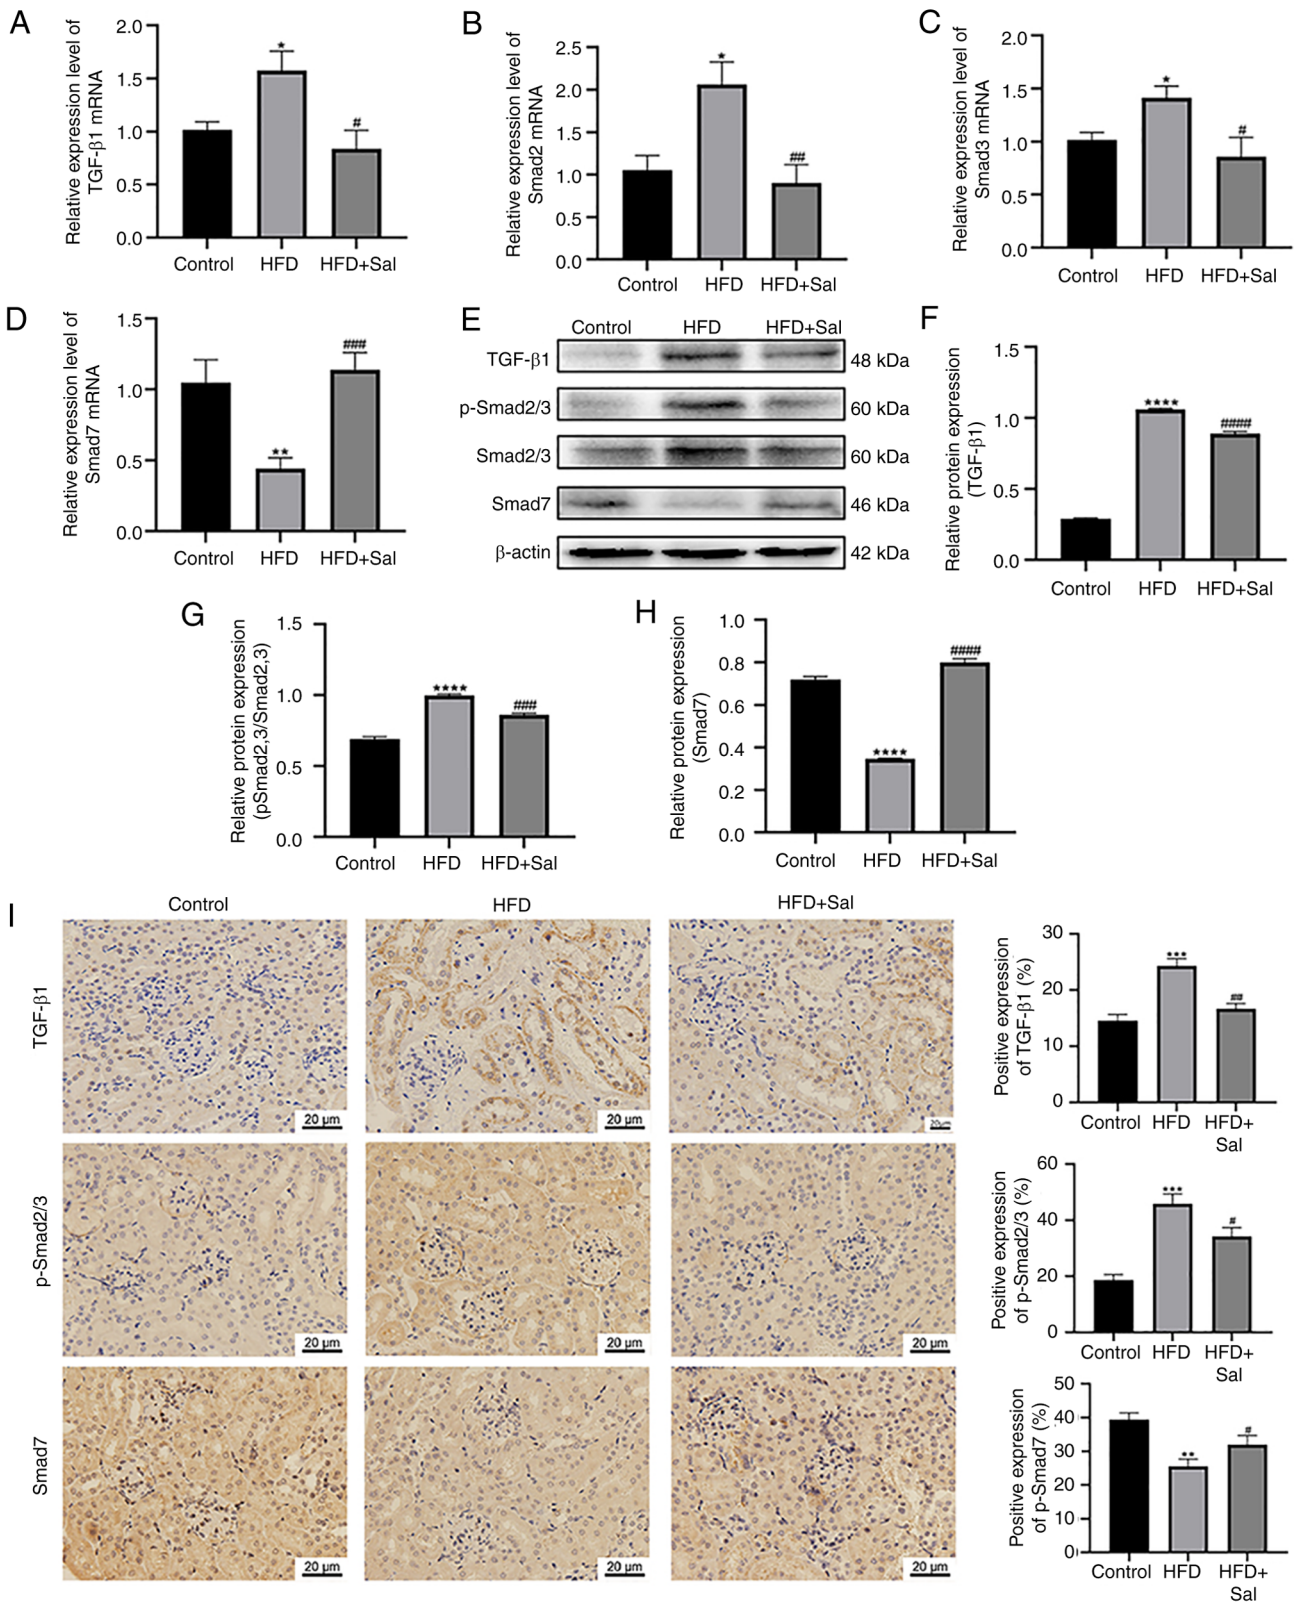 A
Relative expression level of
TGF-β1 mRNA
2.0
1.5
1.0
0.5
0.0
*
#
Control HFD HFD+Sal
B
Relative expression level of
Smad2 mRNA
2.5
2.0
1.5
1.0
0.5
0.0
*
##
Control HFD HFD+Sal
C
Relative expression level of
Smad3 mRNA
2.0
1.5
1.0
0.5
0.0
*
#
Control HFD HFD+Sal
D
Relative expression level of
Smad7 mRNA
1.5
1.0
0.5
0.0
**
###
Control HFD HFD+Sal
E
Control HFD HFD+Sal
TGF-β1 48 kDa
p-Smad2/3 60 kDa
Smad2/3 60 kDa
Smad7 46 kDa
β-actin 42 kDa
F
Relative protein expression
(TGF-β1)
1.5
1.0
0.5
0.0
****
####
Control HFD HFD+Sal
G
Relative protein expression
(pSmad2,3/Smad2,3)
1.5
1.0
0.5
0.0
****
###
Control HFD HFD+Sal
H
Relative protein expression
(Smad7)
1.0
0.8
0.6
0.4
0.2
0.0
****
####
Control HFD HFD+Sal
I
Control HFD HFD+Sal
TGF-β1
20 µm
20 µm
20µm
Positive expression
of TGF-β1 (%)
30
20
10
0
***
##
Control HFD HFD+
Sal
p-Smad2/3
20 µm
20 µm
20 µm
Positive expression
of p-Smad2/3 (%)
60
40
20
0
***
#
Control HFD HFD+
Sal
Smad7
20 µm
20 µm
20 µm
Positive expression
of p-Smad7 (%)
50
40
30
20
10
0
**
#
Control HFD HFD+
Sal